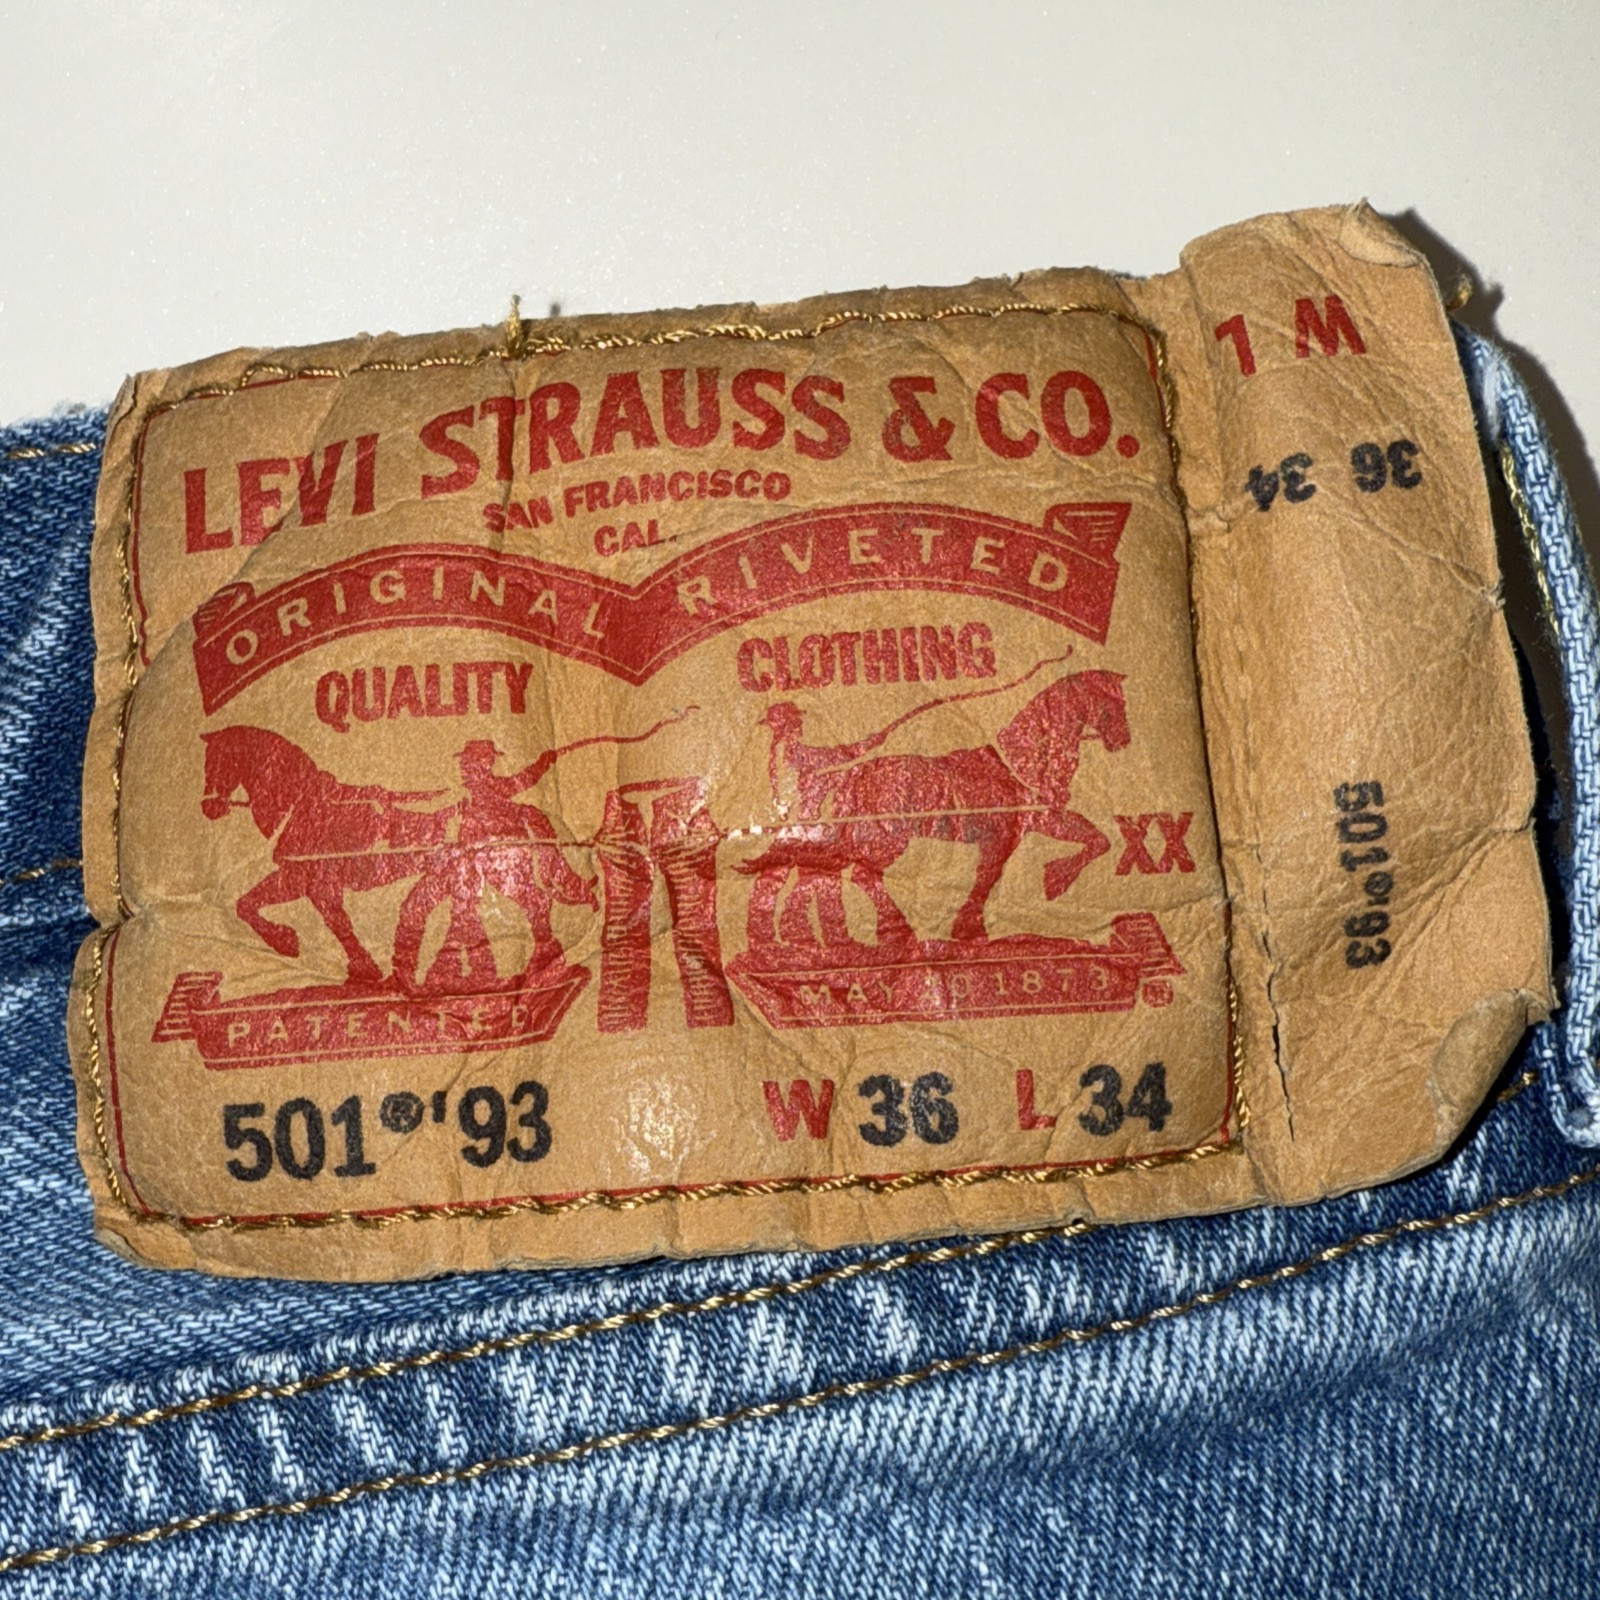 LEVI STRAUSS & CO.
SAN FRANCISCO
CAL.
ORIGINAL RIVETED
QUALITY CLOTHING
XX
PATENTED MAY 20 1873 ®
501®'93 W 36 L 34
W L
36 34
501®'93